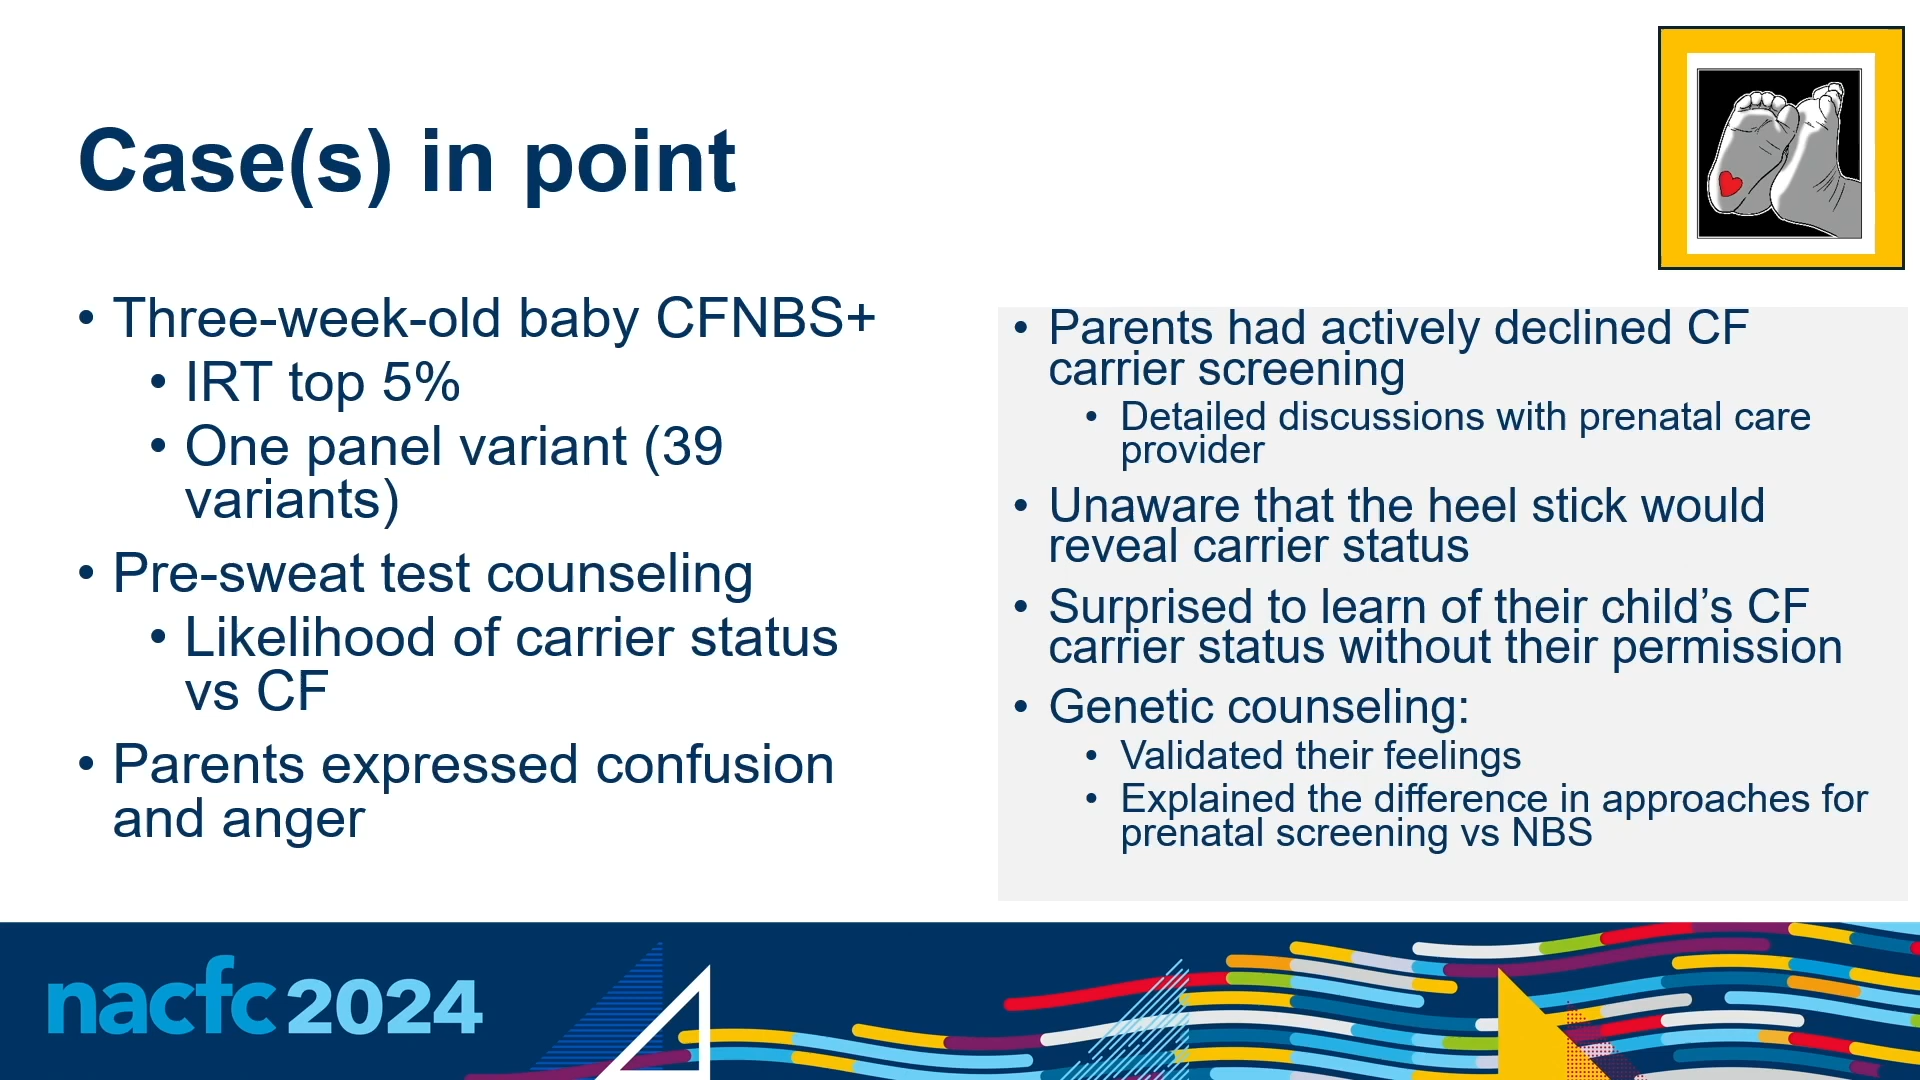 Case(s) in point
• Three-week-old baby CFNBS+
• IRT top 5%
• One panel variant (39
variants)
• Pre-sweat test counseling
• Likelihood of carrier status
vs CF
• Parents expressed confusion
and anger
• Parents had actively declined CF
carrier screening
• Detailed discussions with prenatal care
provider
• Unaware that the heel stick would
reveal carrier status
• Surprised to learn of their child’s CF
carrier status without their permission
• Genetic counseling:
• Validated their feelings
• Explained the difference in approaches for
prenatal screening vs NBS
nacfc 2024